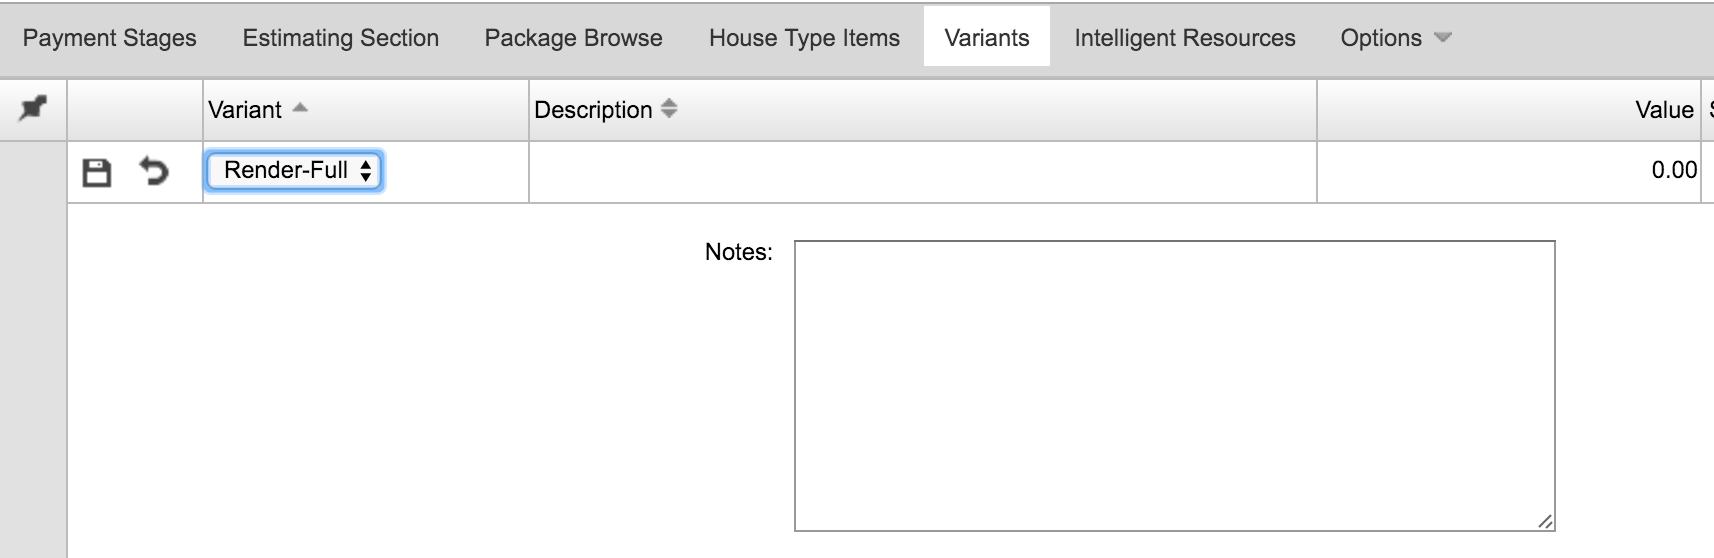 Payment Stages Estimating Section Package Browse House Type Items Variants Intelligent Resources Options
Variant Description Value
Render-Full 0.00
Notes: